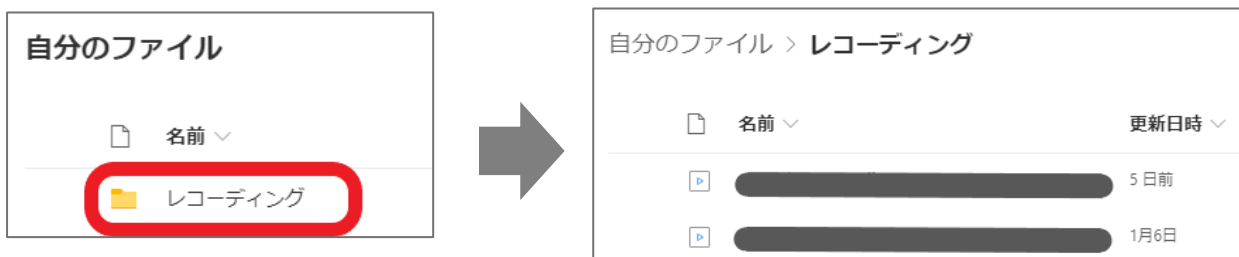 自分のファイル
名前
レコーディング
自分のファイル > レコーディング
名前 更新日時
5 日前
1月6日